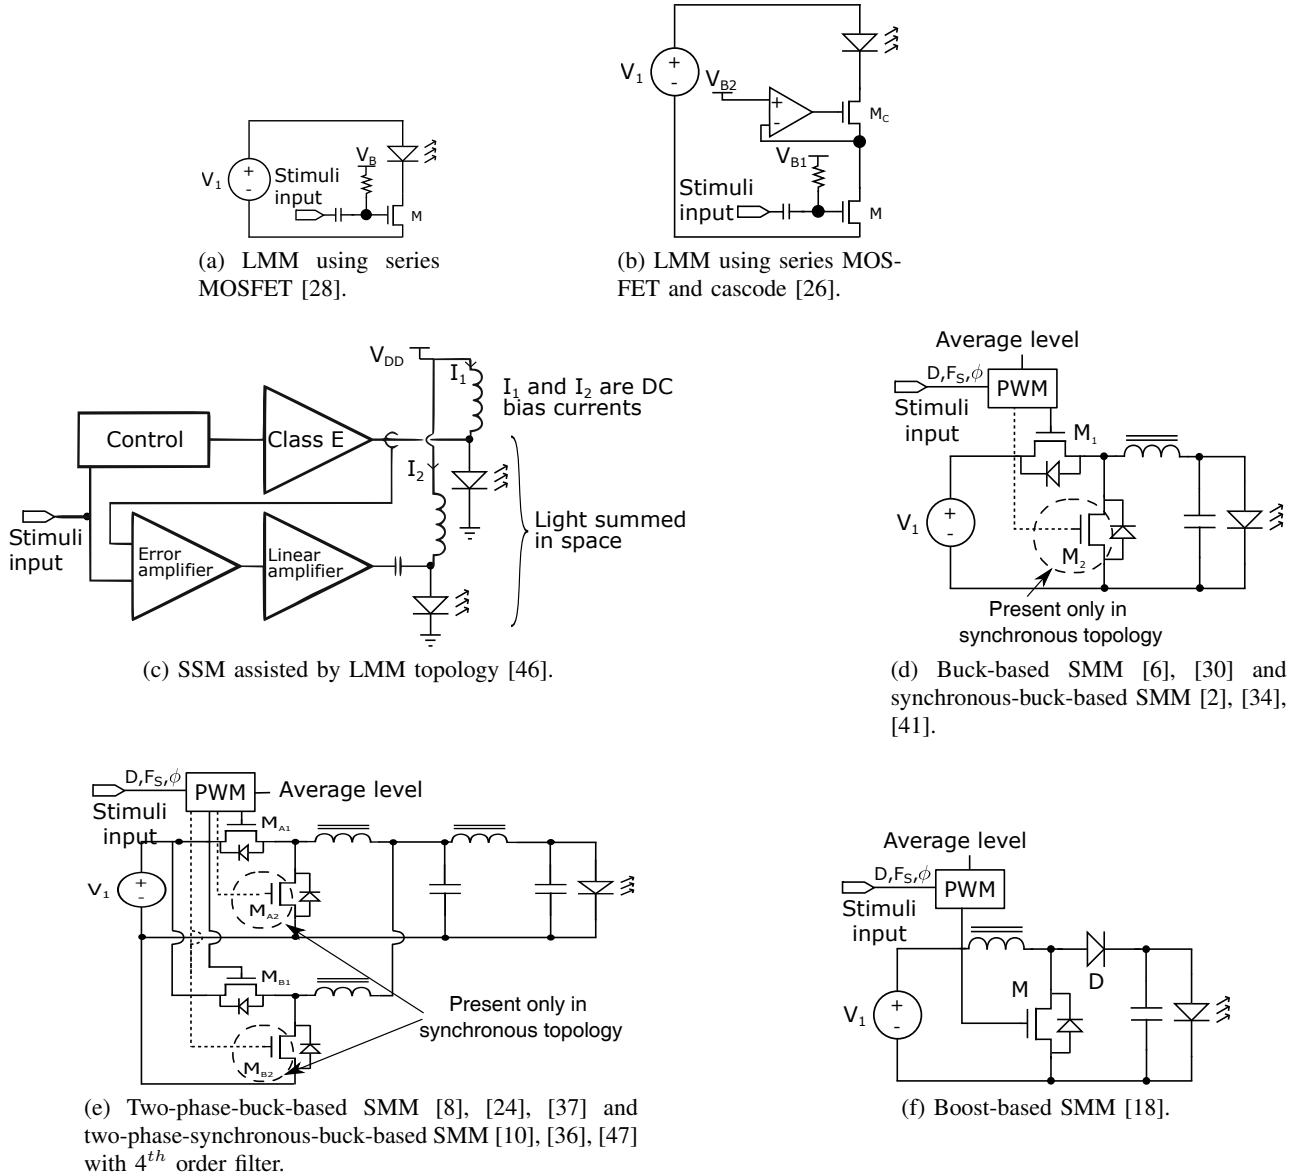 V1
+
-
Stimuli
input
VB
M
(a) LMM using series
MOSFET [28].
V1
+
-
VB2
+
-
MC
VB1
Stimuli
input
M
(b) LMM using series MOS-
FET and cascode [26].
VDD
I1
I1 and I2 are DC
bias currents
Control
Class E
I2
Stimuli
input
Error
amplifier
Linear
amplifier
Light summed
in space
(c) SSM assisted by LMM topology [46].
Average level
D,FS,ϕ
PWM
Stimuli
input
M1
V1
+
-
M2
Present only in
synchronous topology
(d) Buck-based SMM [6], [30] and
synchronous-buck-based SMM [2], [34],
[41].
D,FS,ϕ
PWM
Average level
Stimuli
input
MA1
V1
+
-
MA2
MB1
Present only in
synchronous topology
MB2
(e) Two-phase-buck-based SMM [8], [24], [37] and
two-phase-synchronous-buck-based SMM [10], [36], [47]
with 4th order filter.
Average level
D,FS,ϕ
PWM
Stimuli
input
D
M
V1
+
-
(f) Boost-based SMM [18].